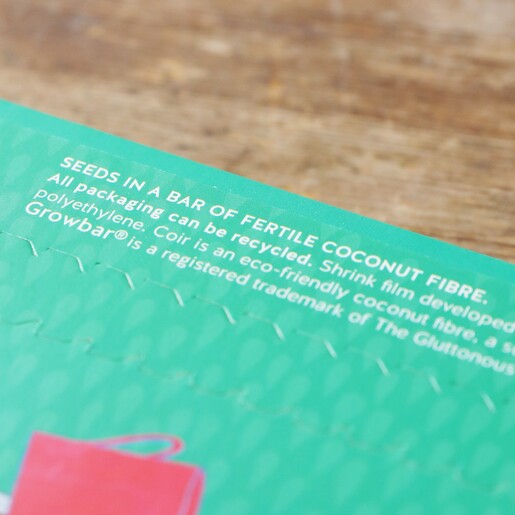 SEEDS IN A BAR OF FERTILE COCONUT FIBRE.
All packaging can be recycled. Shrink film developed
polyethylene. Coir is an eco-friendly coconut fibre, a
Growbar® is a registered trademark of The Gluttonous